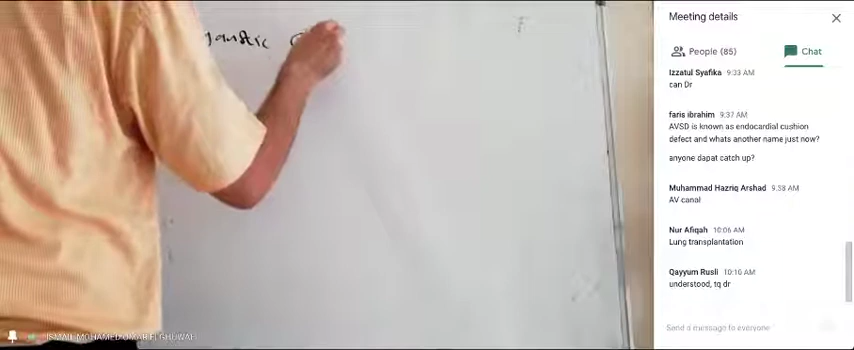 Meeting details
People (85)
Chat
Izzatul Syafika 9:33 AM
can Dr
faris ibrahim 9:37 AM
AVSD is known as endocardial cushion
defect and whats another name just now?
anyone dapat catch up?
Muhammad Hazriq Arshad 9:38 AM
AV canal
Nur Afiqah 10:06 AM
Lung transplantation
Qayyum Rusli 10:10 AM
understood, tq dr
Send a message to everyone